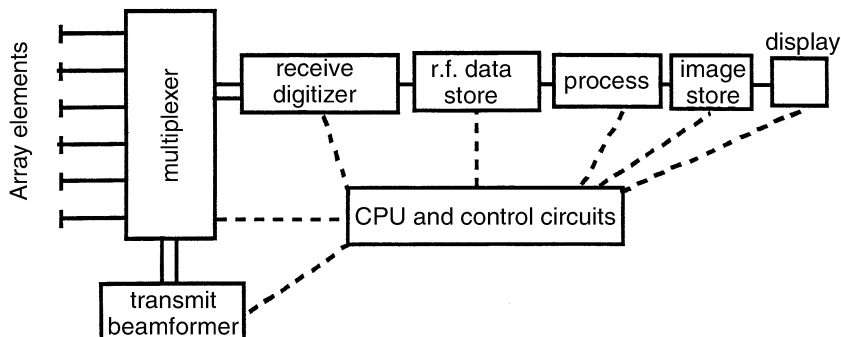 Array elements
multiplexer
receive
digitizer
r.f. data
store
process
image
store
display
CPU and control circuits
transmit
beamformer